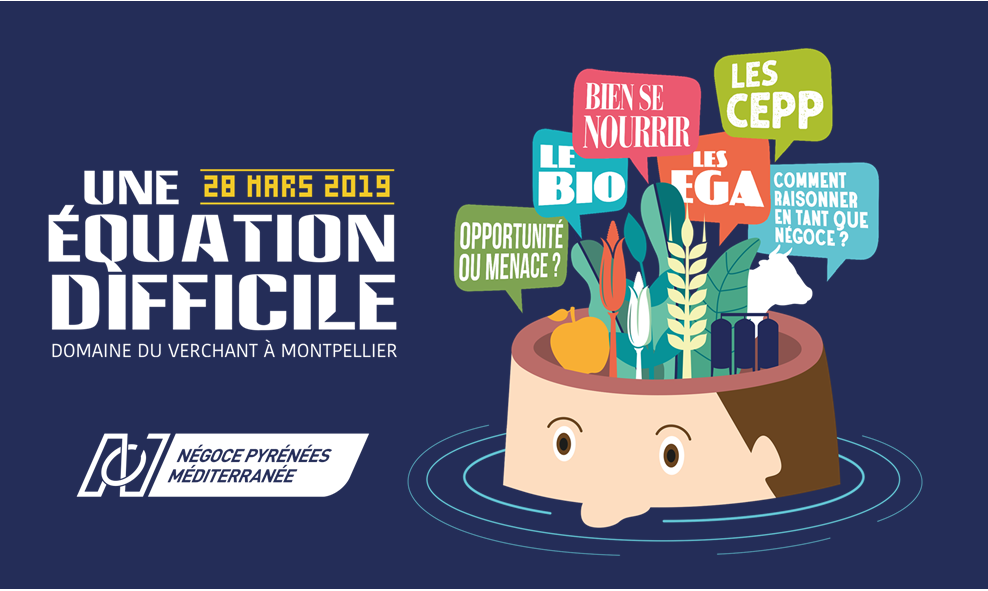 UNE
28 MARS 2019
ÉQUATION
DIFFICILE
DOMAINE DU VERCHANT À MONTPELLIER
NÉGOCE PYRÉNÉES
MÉDITERRANÉE
OPPORTUNITÉ
OU MENACE ?
LE
BIO
BIEN SE
NOURRIR
LES
EGA
LES
CEPP
COMMENT
RAISONNER
EN TANT QUE
NÉGOCE ?